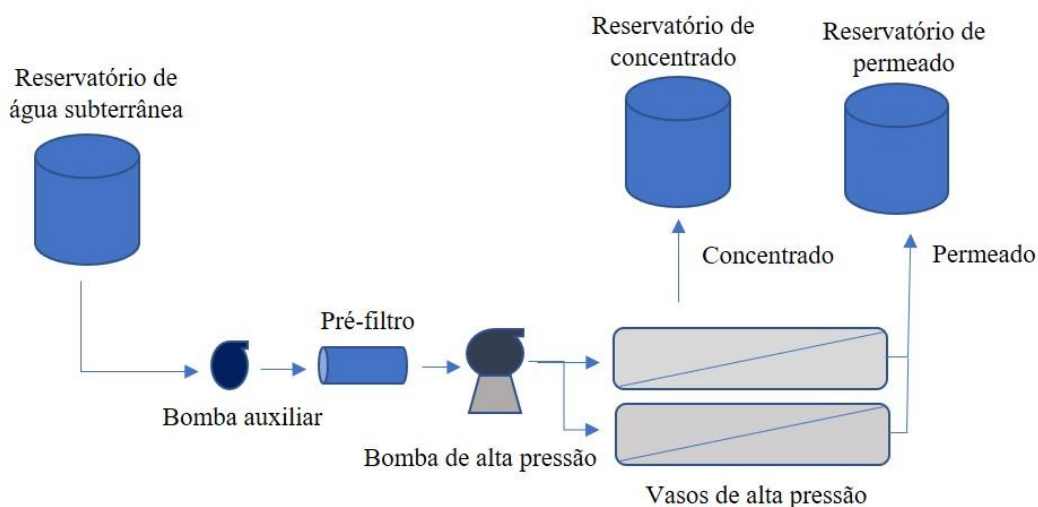 Reservatório de
água subterrânea
Reservatório de
concentrado
Reservatório de
permeado
Concentrado
Permeado
Pré-filtro
Bomba auxiliar
Bomba de alta pressão
Vasos de alta pressão